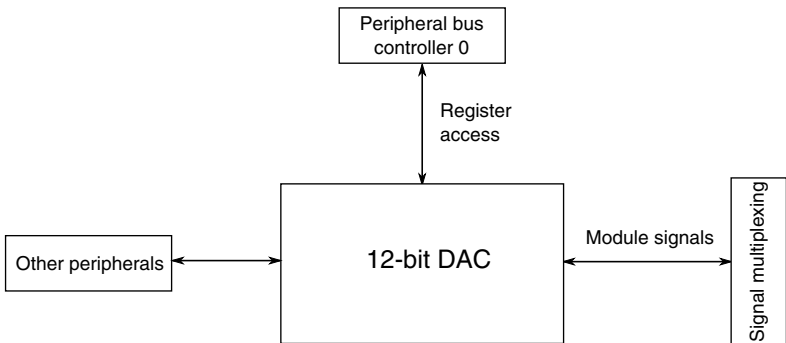 Peripheral bus
controller 0
Register
access
Other peripherals
12-bit DAC
Module signals
Signal multiplexing